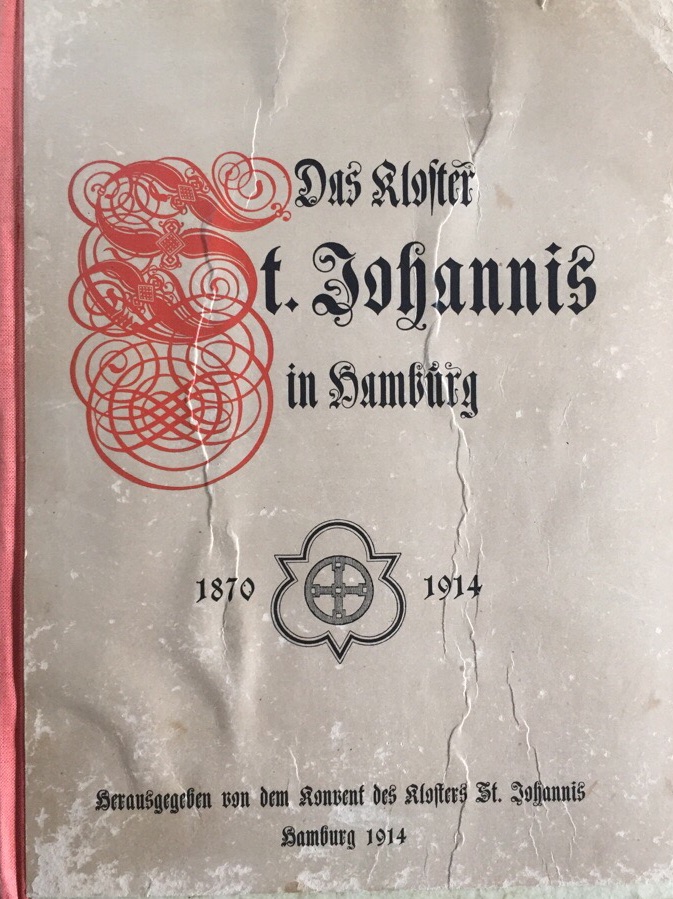 Das Kloster
St. Johannis
in Hamburg
1870 1914
Herausgegeben von dem Konvent des Klosters St. Johannis
Hamburg 1914